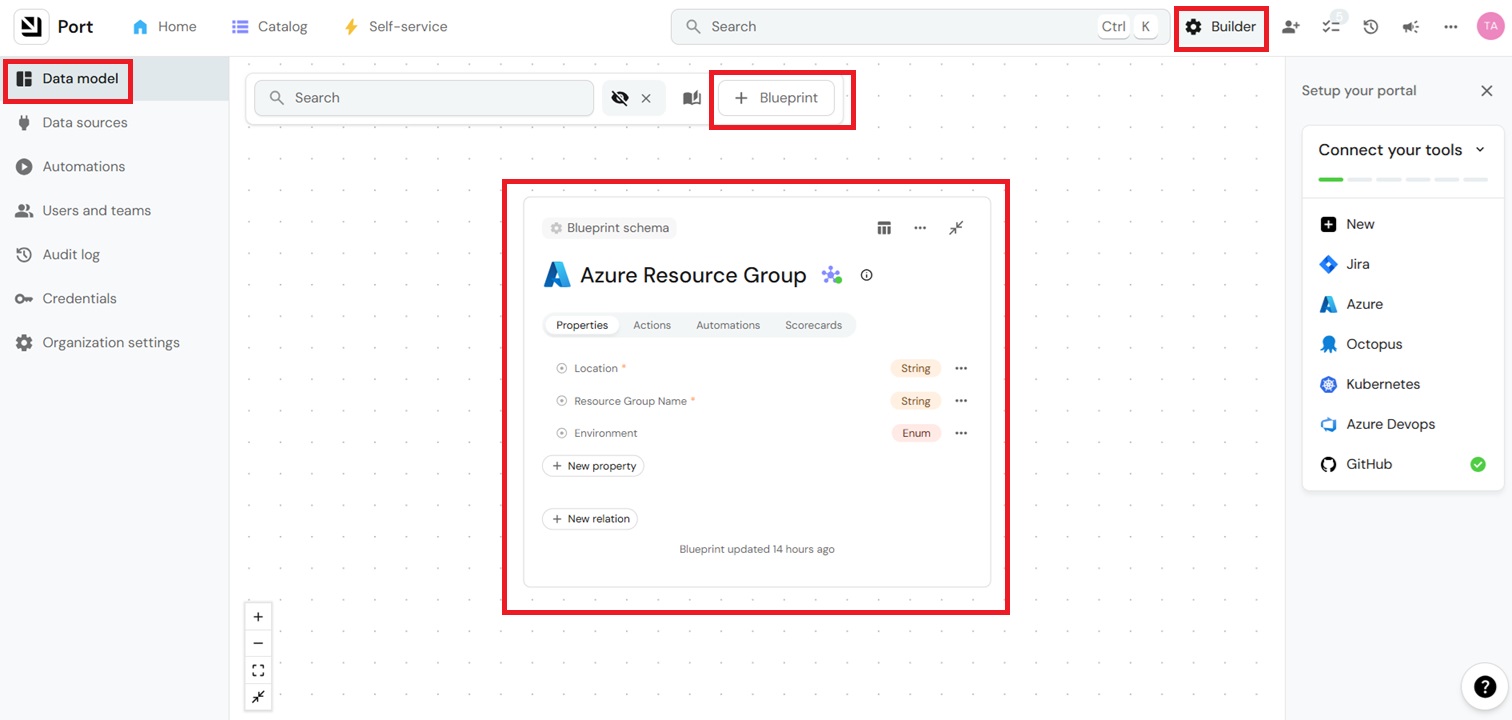 Port
Home
Catalog
Self-service
Search
Ctrl
K
Builder
TA
Data model
Data sources
Automations
Users and teams
Audit log
Credentials
Organization settings
Search
+ Blueprint
Blueprint schema
Azure Resource Group
Properties
Actions
Automations
Scorecards
Location *
String
Resource Group Name *
String
Environment
Enum
+ New property
+ New relation
Blueprint updated 14 hours ago
Setup your portal
Connect your tools
New
Jira
Azure
Octopus
Kubernetes
Azure Devops
GitHub
?